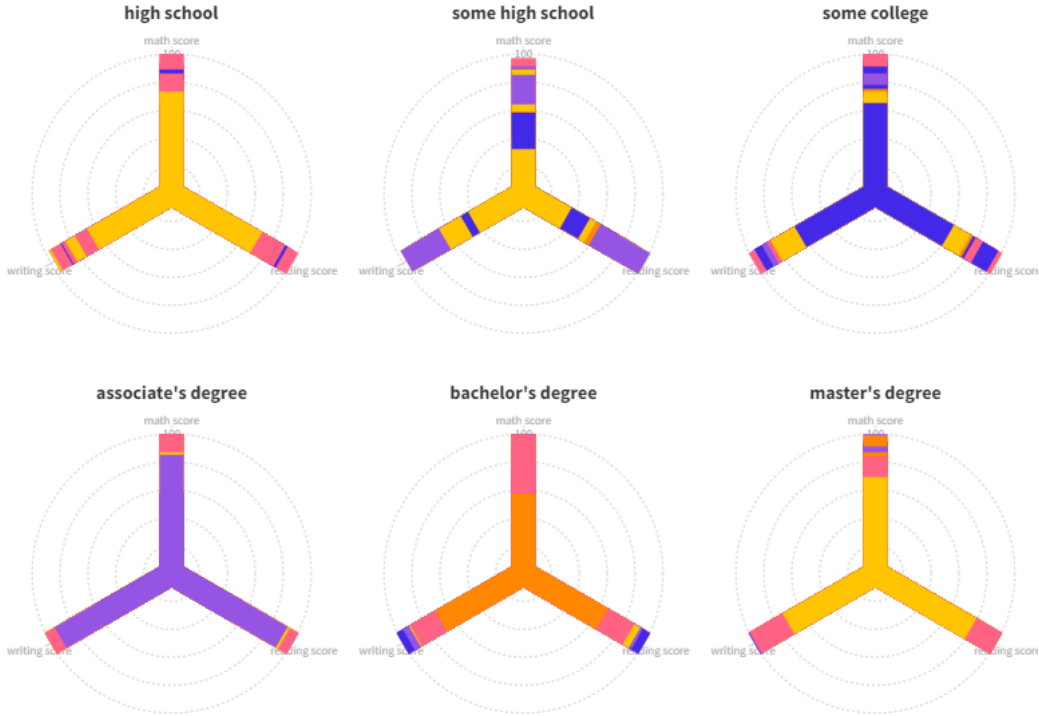 high school
some high school
some college
math score
math score
math score
100
100
100
writing score
reading score
writing score
reading score
writing score
reading score
associate's degree
bachelor's degree
master's degree
math score
math score
math score
100
100
100
writing score
reading score
writing score
reading score
writing score
reading score